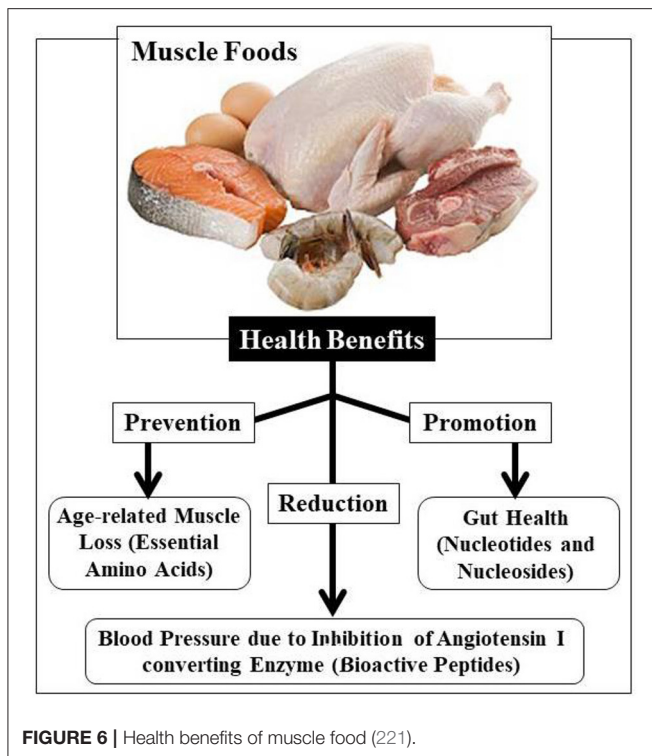 Muscle Foods
Health Benefits
Prevention
Promotion
Reduction
Age-related Muscle
Loss (Essential
Amino Acids)
Gut Health
(Nucleotides and
Nucleosides)
Blood Pressure due to Inhibition of Angiotensin I
converting Enzyme (Bioactive Peptides)
FIGURE 6 | Health benefits of muscle food (221).